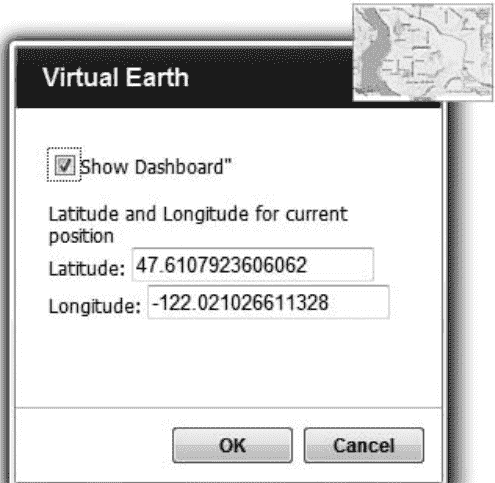 Virtual Earth
Show Dashboard"
Latitude and Longitude for current
position
Latitude: 47.6107923606062
Longitude: -122.021026611328
OK Cancel